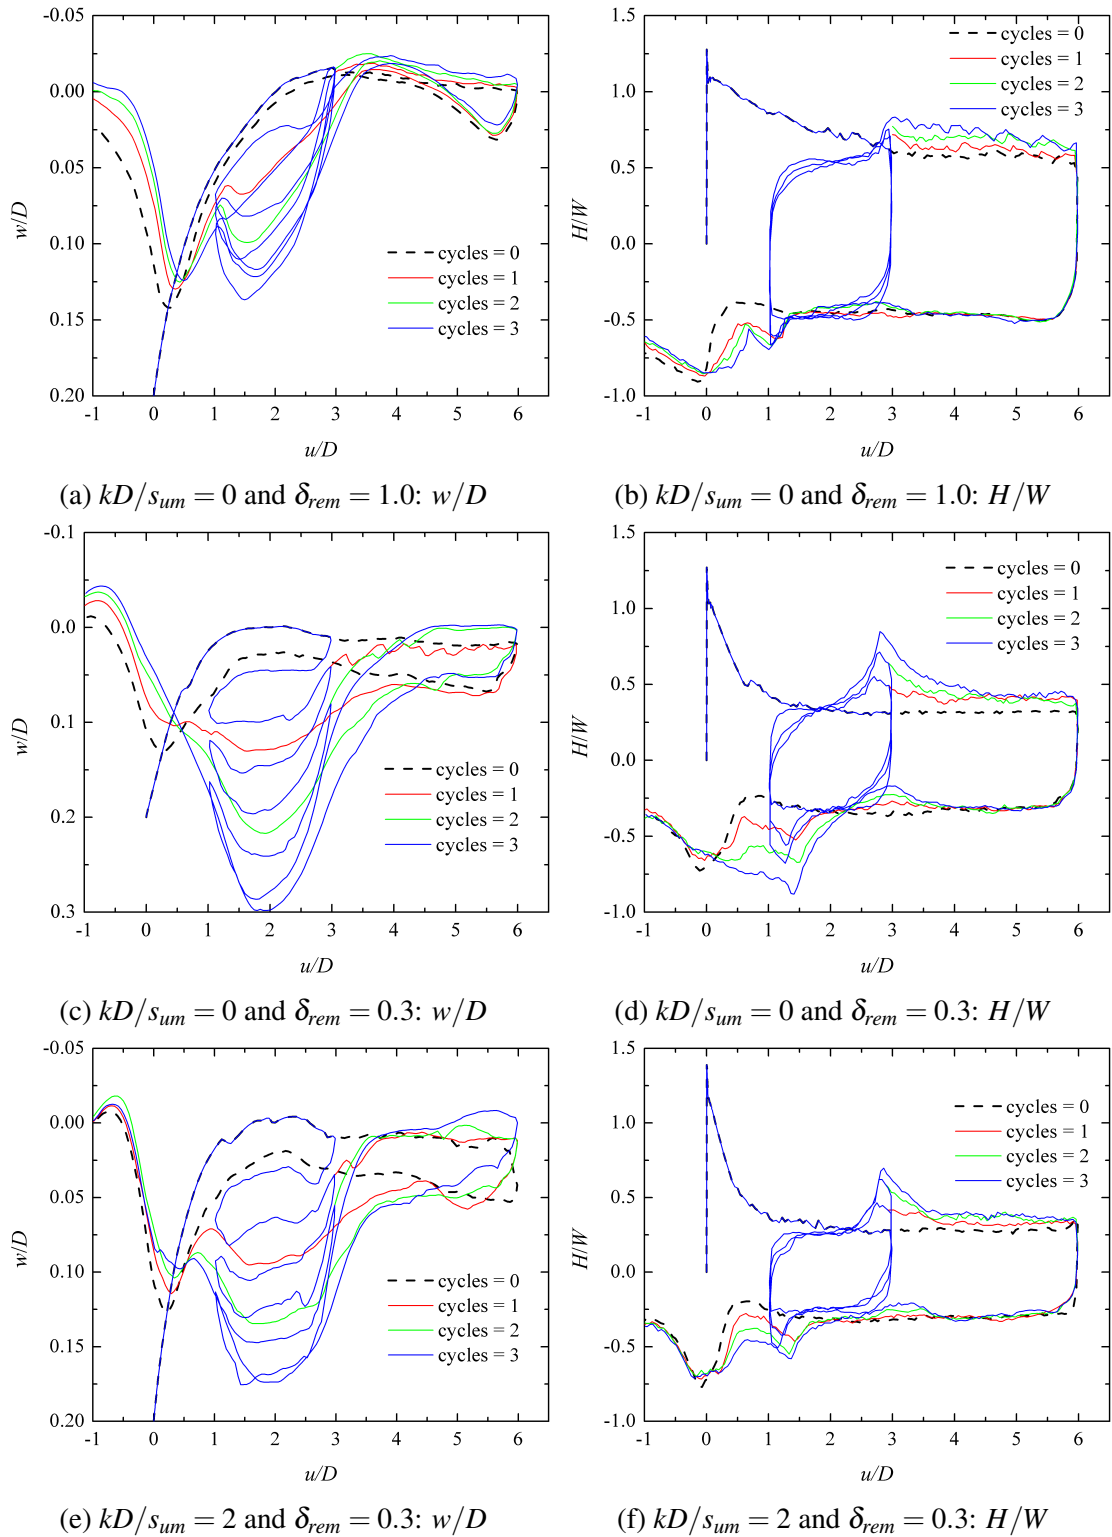 -0.05
0.00
0.05
0.10
0.15
0.20
w/D
-1 0 1 2 3 4 5 6
u/D
cycles = 0
cycles = 1
cycles = 2
cycles = 3
(a) kD/s_um = 0 and δ_rem = 1.0: w/D
1.5
1.0
0.5
0.0
-0.5
-1.0
H/W
-1 0 1 2 3 4 5 6
u/D
cycles = 0
cycles = 1
cycles = 2
cycles = 3
(b) kD/s_um = 0 and δ_rem = 1.0: H/W
-0.1
0.0
0.1
0.2
0.3
w/D
-1 0 1 2 3 4 5 6
u/D
cycles = 0
cycles = 1
cycles = 2
cycles = 3
(c) kD/s_um = 0 and δ_rem = 0.3: w/D
1.5
1.0
0.5
0.0
-0.5
-1.0
H/W
-1 0 1 2 3 4 5 6
u/D
cycles = 0
cycles = 1
cycles = 2
cycles = 3
(d) kD/s_um = 0 and δ_rem = 0.3: H/W
-0.05
0.00
0.05
0.10
0.15
0.20
w/D
-1 0 1 2 3 4 5 6
u/D
cycles = 0
cycles = 1
cycles = 2
cycles = 3
(e) kD/s_um = 2 and δ_rem = 0.3: w/D
1.5
1.0
0.5
0.0
-0.5
-1.0
H/W
-1 0 1 2 3 4 5 6
u/D
cycles = 0
cycles = 1
cycles = 2
cycles = 3
(f) kD/s_um = 2 and δ_rem = 0.3: H/W